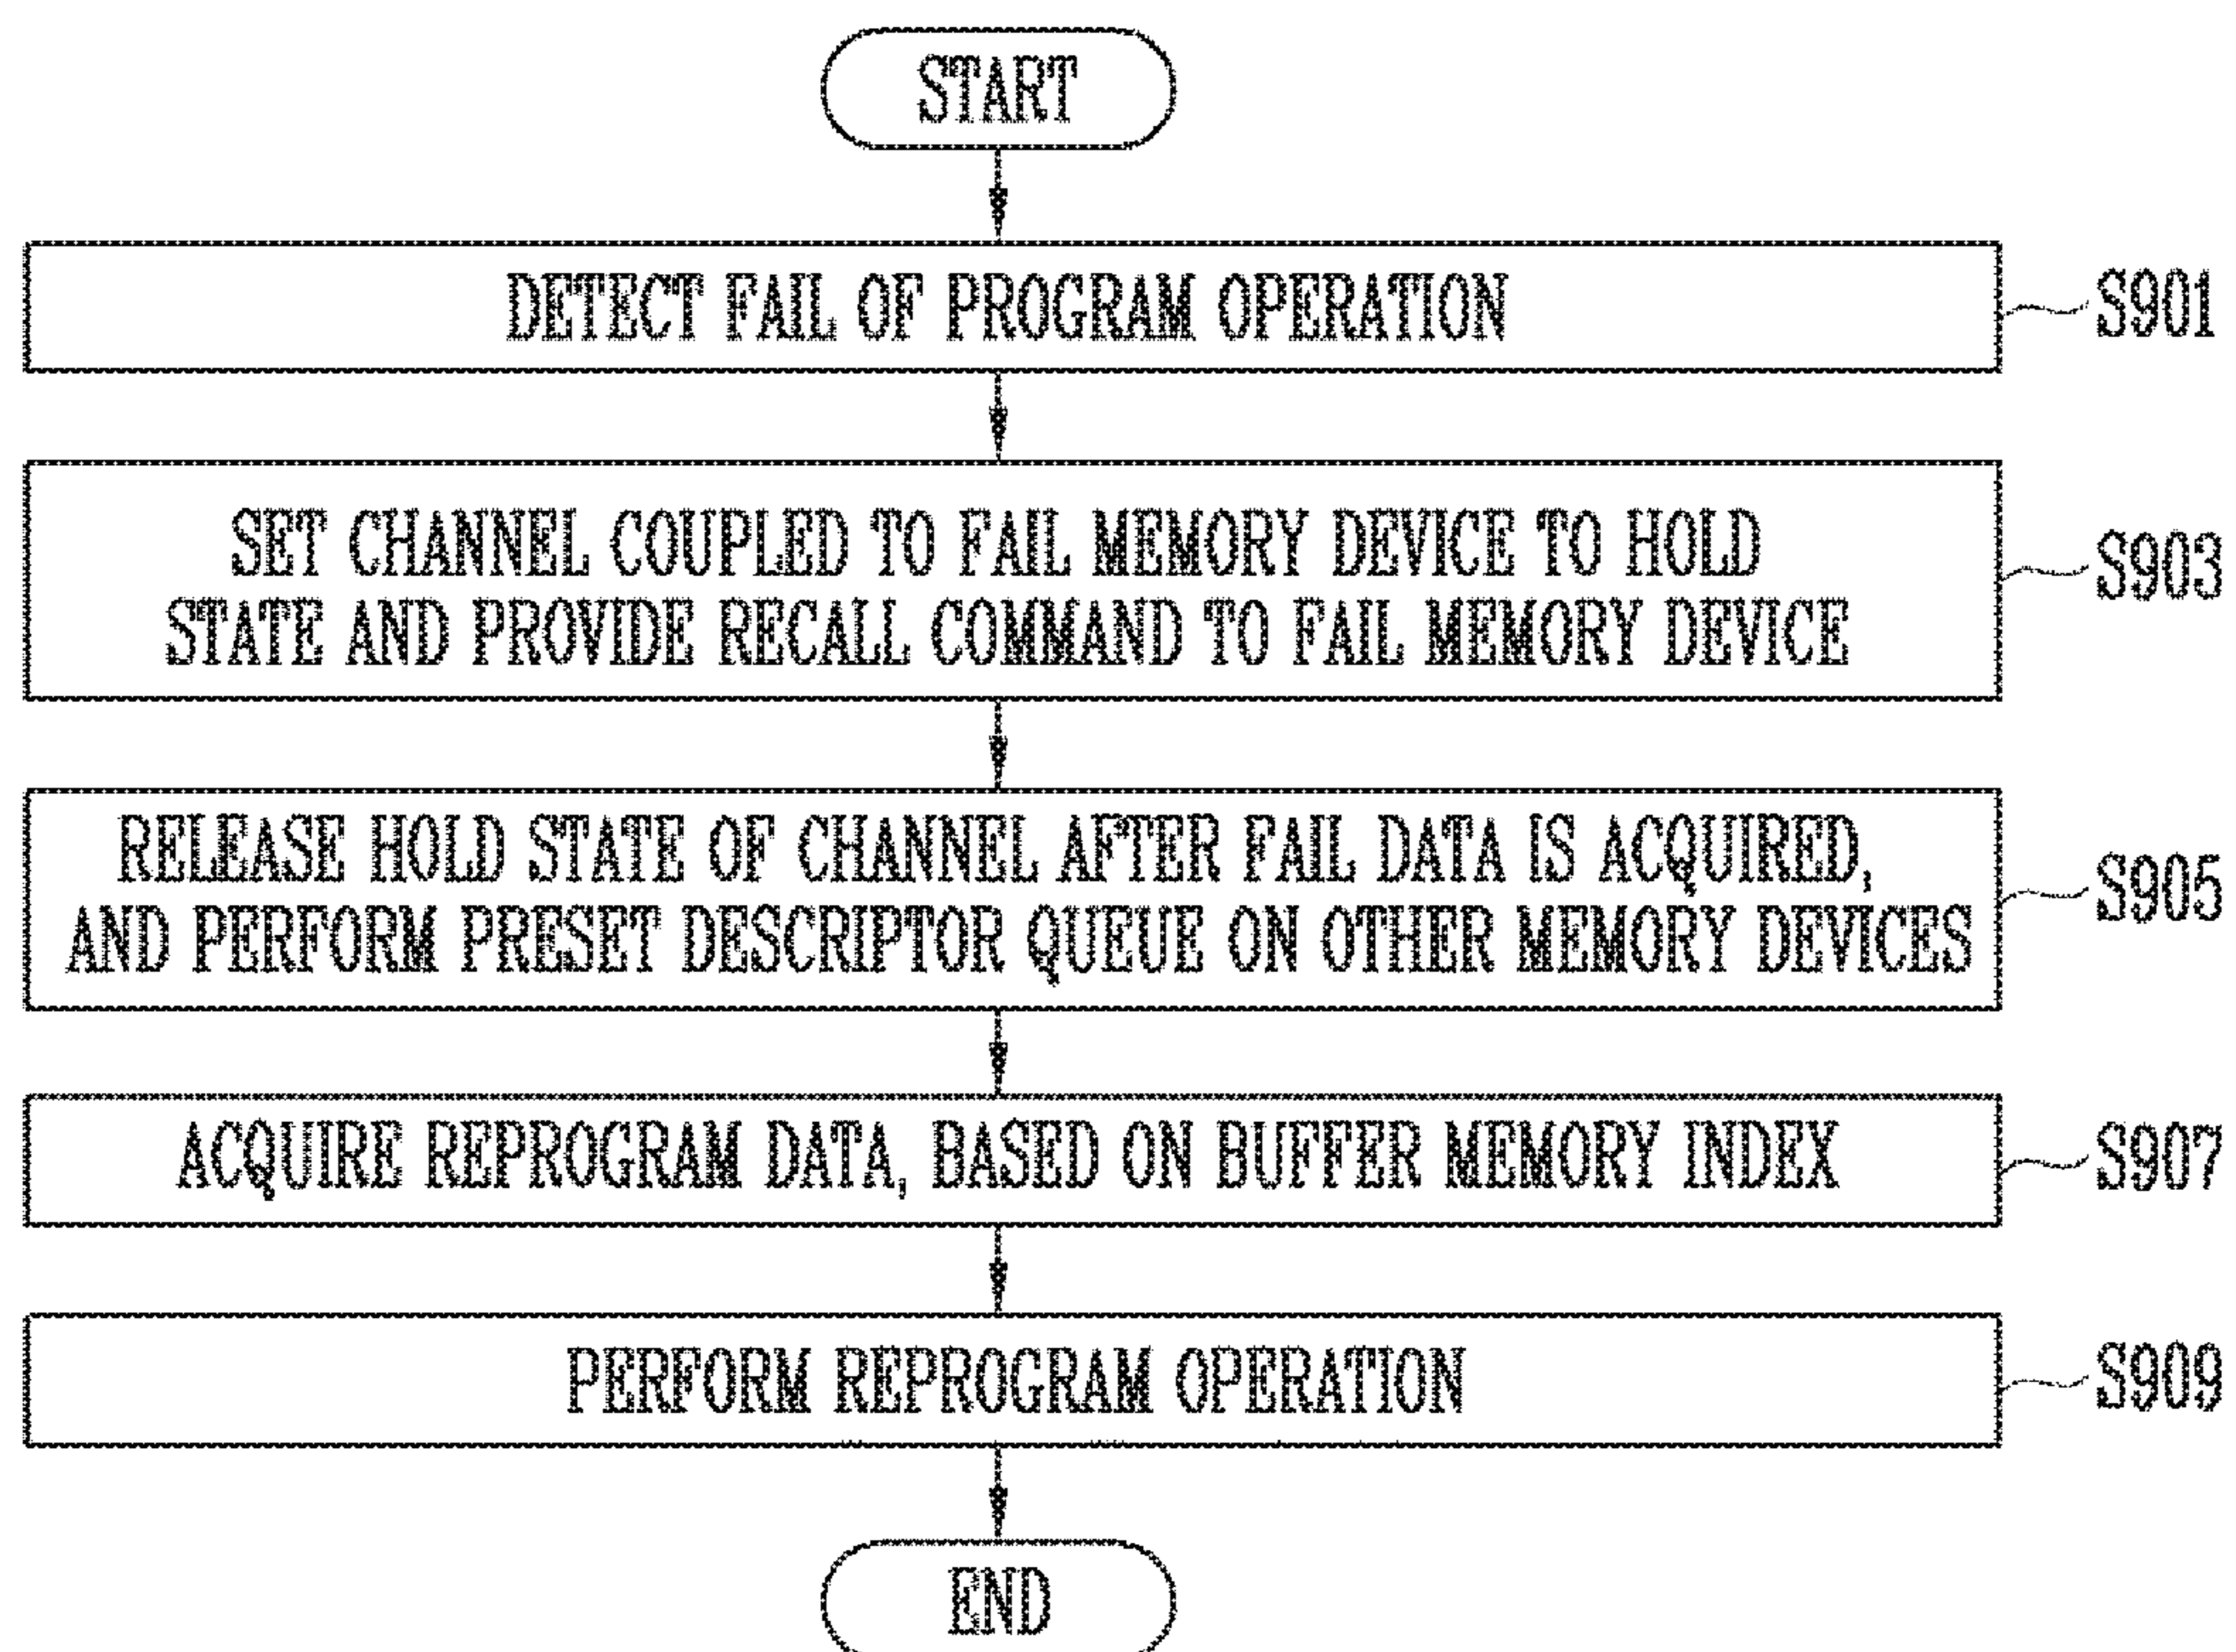 START
DETECT FAIL OF PROGRAM OPERATION
S901
SET CHANNEL COUPLED TO FAIL MEMORY DEVICE TO HOLD
STATE AND PROVIDE RECALL COMMAND TO FAIL MEMORY DEVICE
S903
RELEASE HOLD STATE OF CHANNEL AFTER FAIL DATA IS ACQUIRED,
AND PERFORM PRESET DESCRIPTOR QUEUE ON OTHER MEMORY DEVICES
S905
ACQUIRE REPROGRAM DATA, BASED ON BUFFER MEMORY INDEX
S907
PERFORM REPROGRAM OPERATION
S909
END